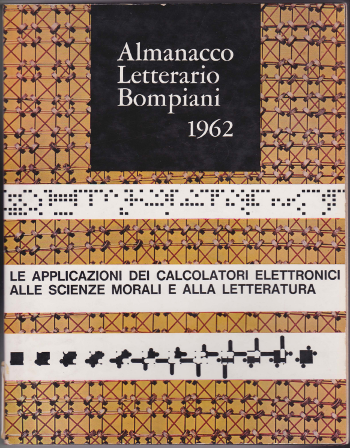 Almanacco
Letterario
Bompiani
1962
LE APPLICAZIONI DEI CALCOLATORI ELETTRONICI
ALLE SCIENZE MORALI E ALLA LETTERATURA